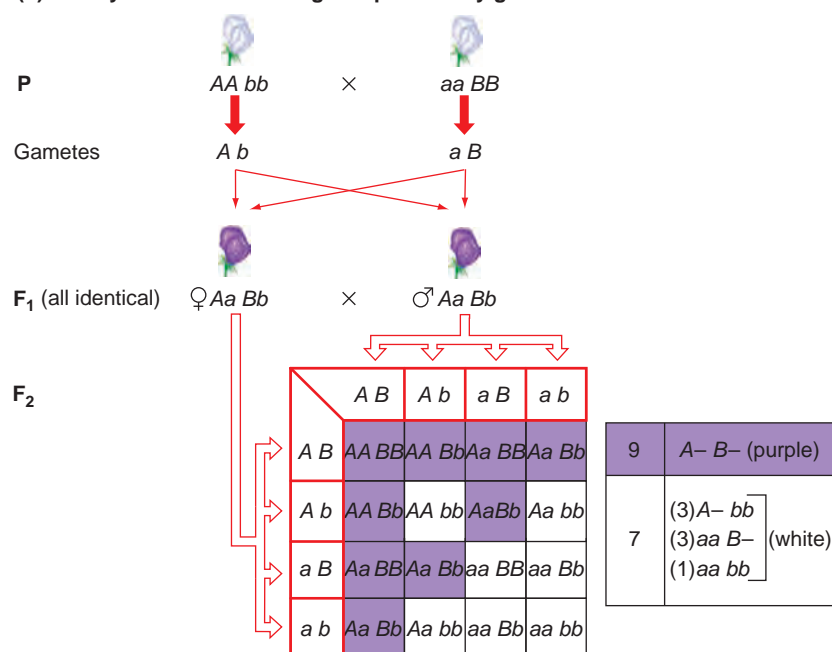 P AA bb × aa BB
Gametes A b a B
F1 (all identical) ♀ Aa Bb × ♂ Aa Bb
F2
A B A b a B a b
A B AA BB AA Bb Aa BB Aa Bb
A b AA Bb AA bb AaBb Aa bb
a B Aa BB Aa Bb aa BB aa Bb
a b Aa Bb Aa bb aa Bb aa bb
9 A– B– (purple)
7 (3)A– bb
(3)aa B– (white)
(1)aa bb